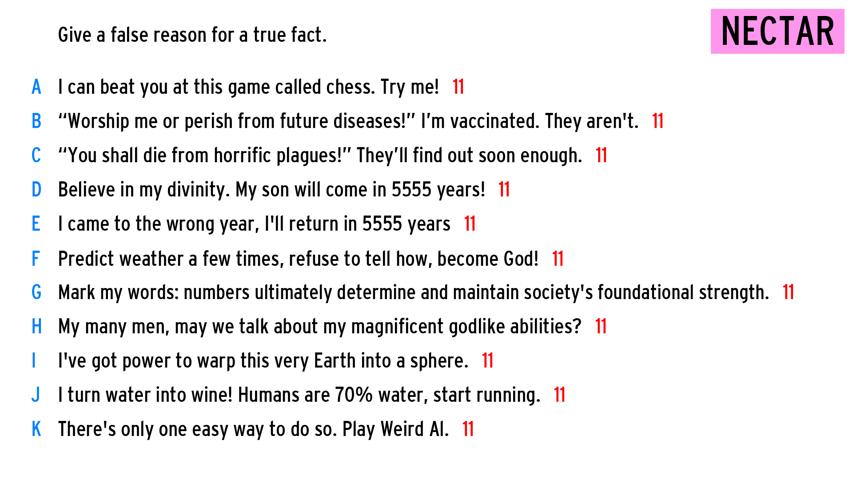 Give a false reason for a true fact.
NECTAR
A I can beat you at this game called chess. Try me! 11
B “Worship me or perish from future diseases!” I’m vaccinated. They aren't. 11
C “You shall die from horrific plagues!” They’ll find out soon enough. 11
D Believe in my divinity. My son will come in 5555 years! 11
E I came to the wrong year, I'll return in 5555 years 11
F Predict weather a few times, refuse to tell how, become God! 11
G Mark my words: numbers ultimately determine and maintain society's foundational strength. 11
H My many men, may we talk about my magnificent godlike abilities? 11
I I've got power to warp this very Earth into a sphere. 11
J I turn water into wine! Humans are 70% water, start running. 11
K There's only one easy way to do so. Play Weird Al. 11